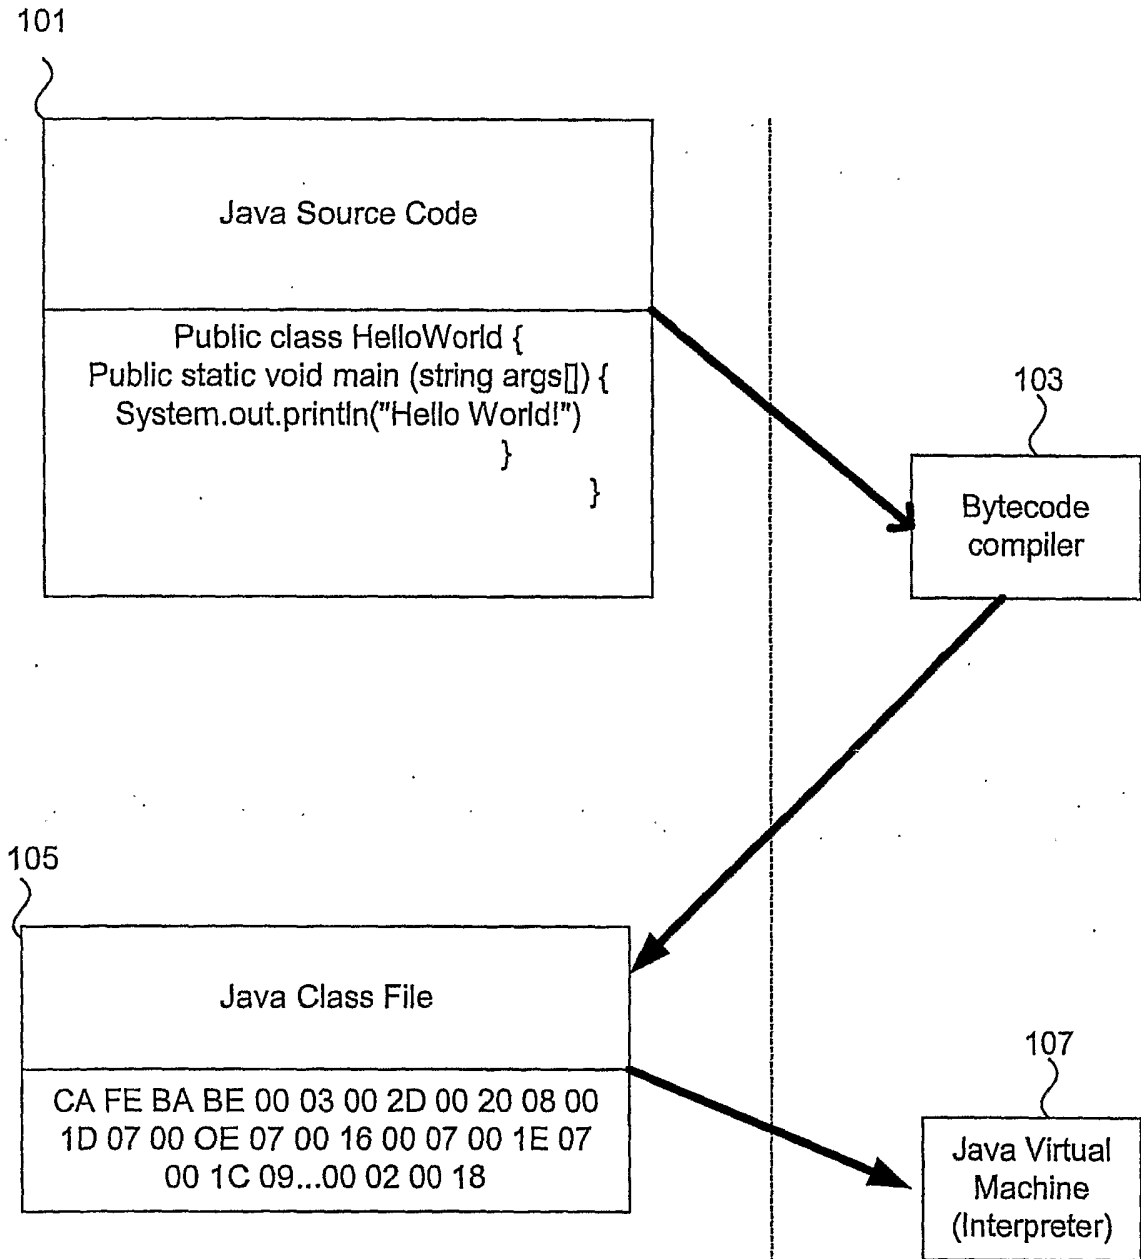 101
Java Source Code
Public class HelloWorld {
Public static void main (string args[]) {
System.out.println("Hello World!")
}
}
103
Bytecode
compiler
105
Java Class File
CA FE BA BE 00 03 00 2D 00 20 08 00
1D 07 00 OE 07 00 16 00 07 00 1E 07
00 1C 09...00 02 00 18
107
Java Virtual
Machine
(Interpreter)